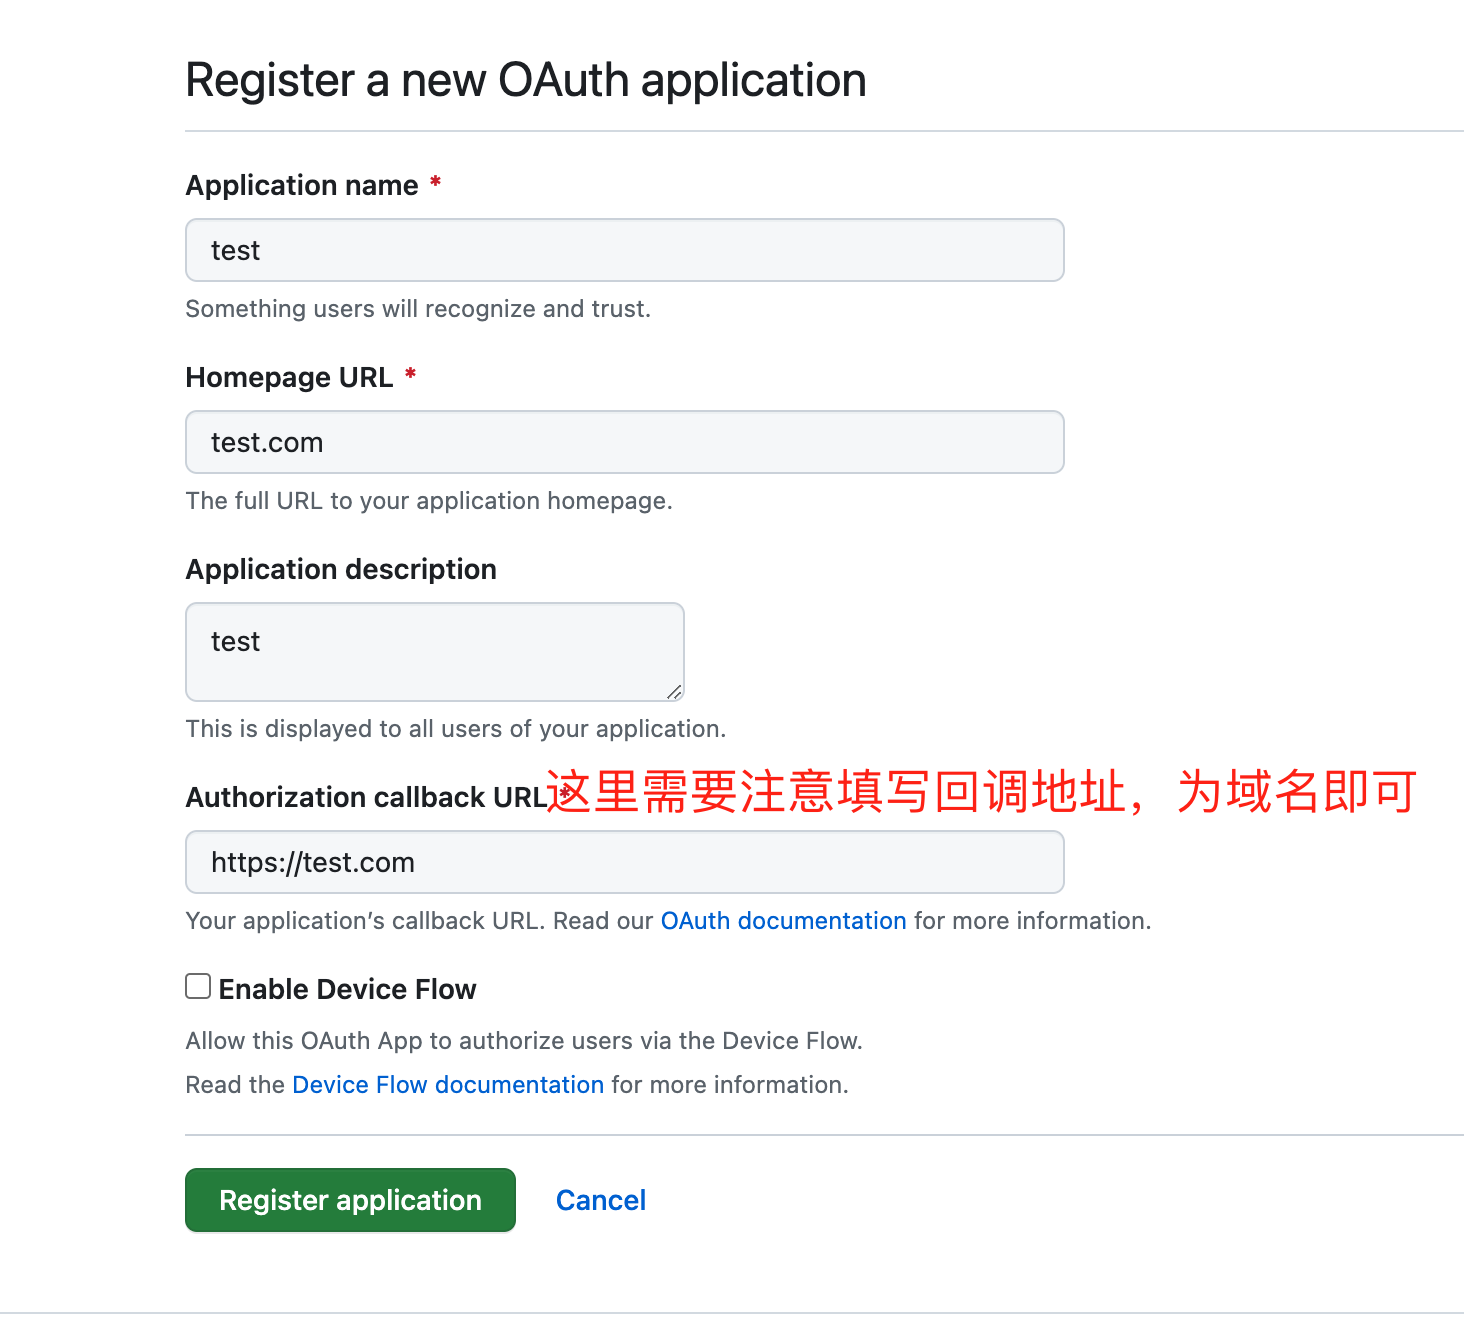 Register a new OAuth application
Application name *
test
Something users will recognize and trust.
Homepage URL *
test.com
The full URL to your application homepage.
Application description
test
This is displayed to all users of your application.
Authorization callback URL *
这里需要注意填写回调地址，为域名即可
https://test.com
Your application's callback URL. Read our OAuth documentation for more information.
Enable Device Flow
Allow this OAuth App to authorize users via the Device Flow.
Read the Device Flow documentation for more information.
Register application Cancel